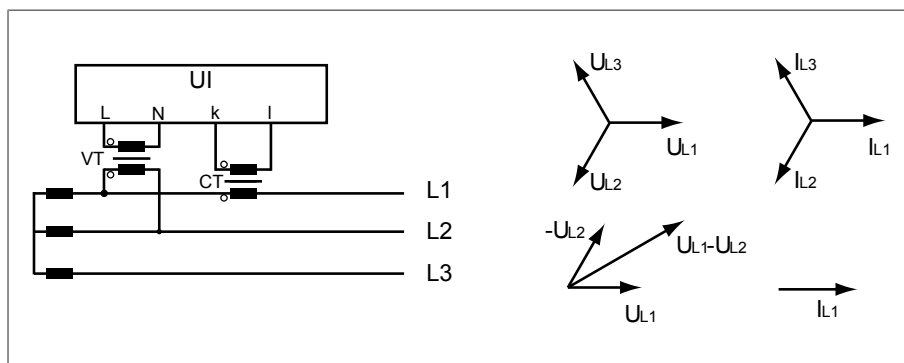 UI
L N k l
VT
CT
L1
L2
L3
UL3
UL1
UL2
IL3
IL1
IL2
-UL2
UL1-UL2
UL1
IL1